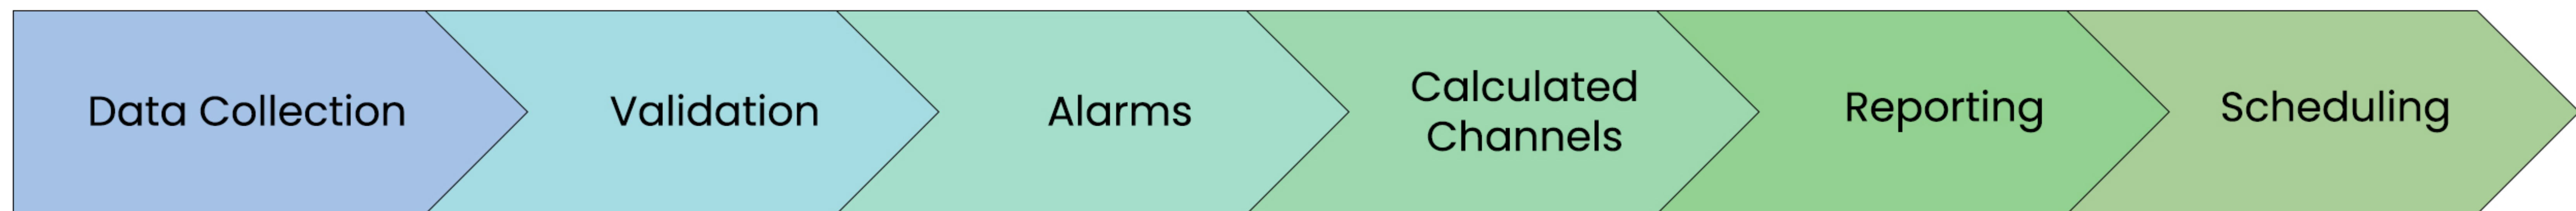 Data Collection
Validation
Alarms
Calculated
Channels
Reporting
Scheduling